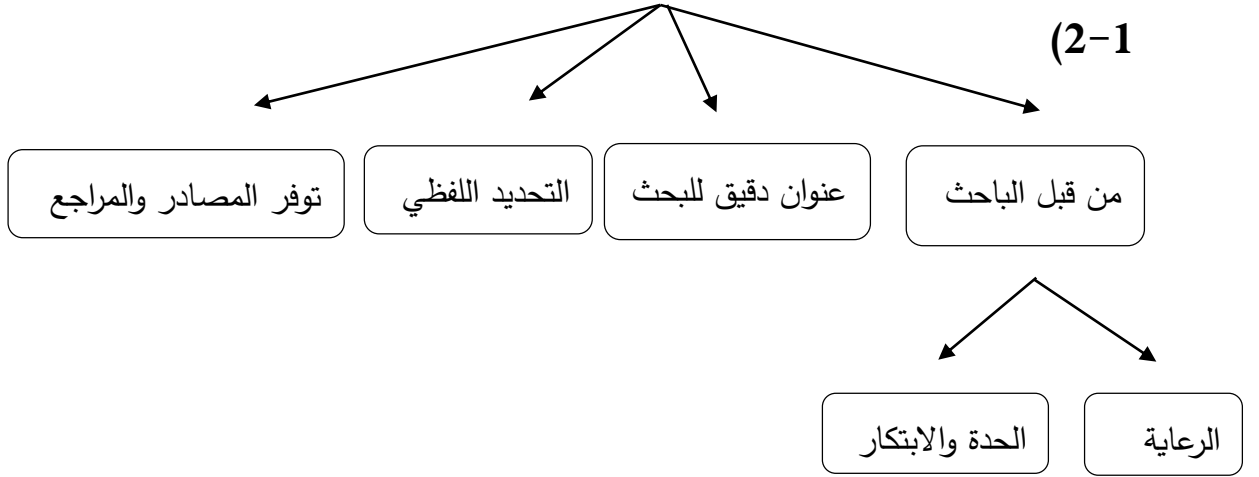 (2-1
من قبل الباحث
عنوان دقيق للبحث
التحديد اللفظي
توفر المصادر والمراجع
الرعاية
الحدة والابتكار